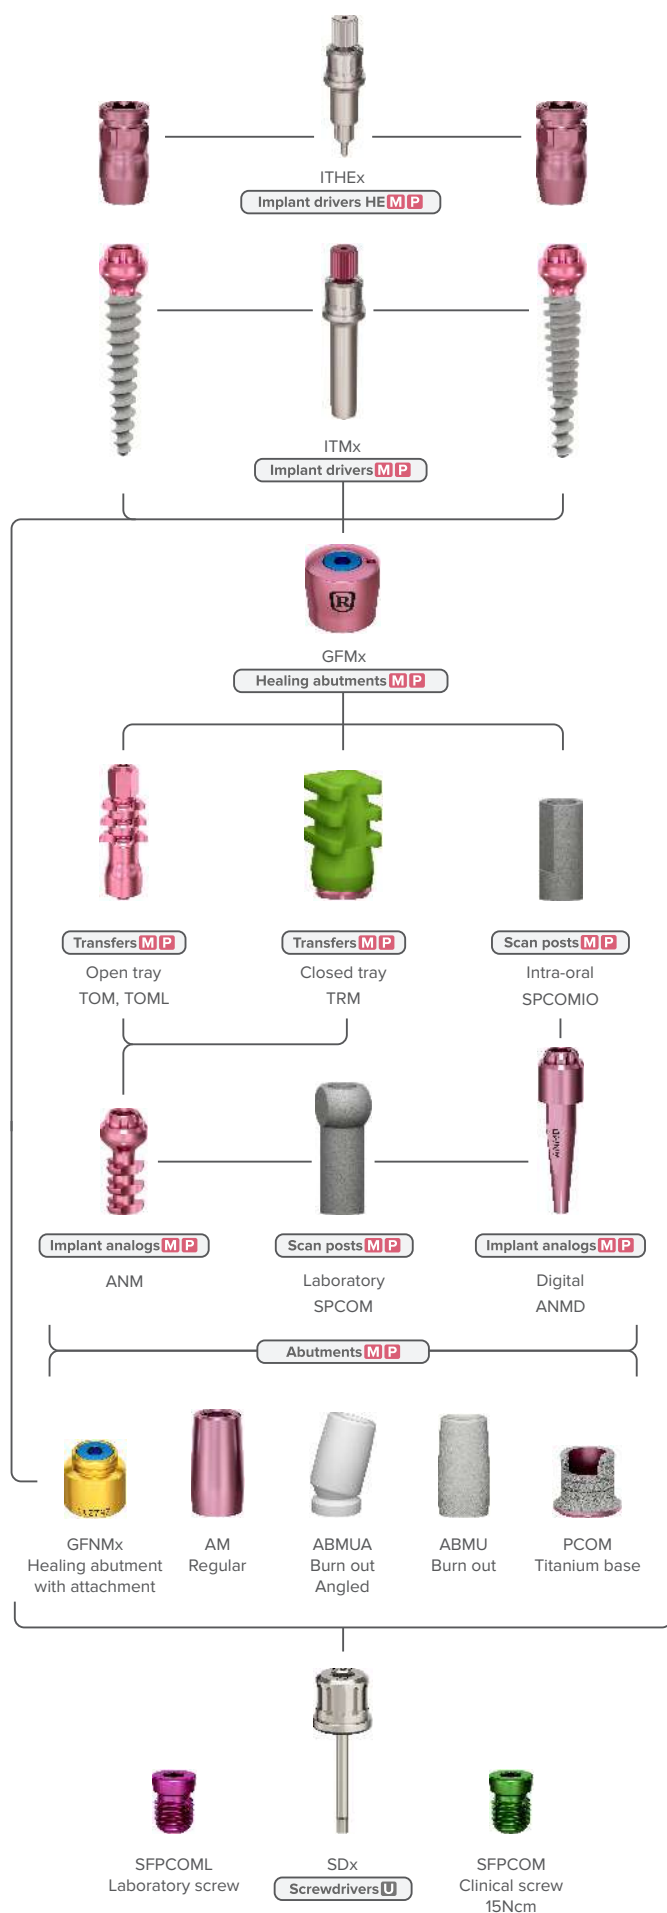 ITHEx
Implant drivers HE M P
ITMx
Implant drivers M P
R
GFMx
Healing abutments M P
Transfers M P
Open tray
TOM, TOML
Transfers M P
Closed tray
TRM
Scan posts M P
Intra-oral
SPCOMIO
ANMD
Implant analogs M P
ANM
Scan posts M P
Laboratory
SPCOM
Implant analogs M P
Digital
ANMD
Abutments M P
GFNMx
Healing abutment
with attachment
AM
Regular
ABMUA
Burn out
Angled
ABMU
Burn out
PCOM
Titanium base
SFPCOML
Laboratory screw
SDx
Screwdrivers U
SFPCOM
Clinical screw
15Ncm